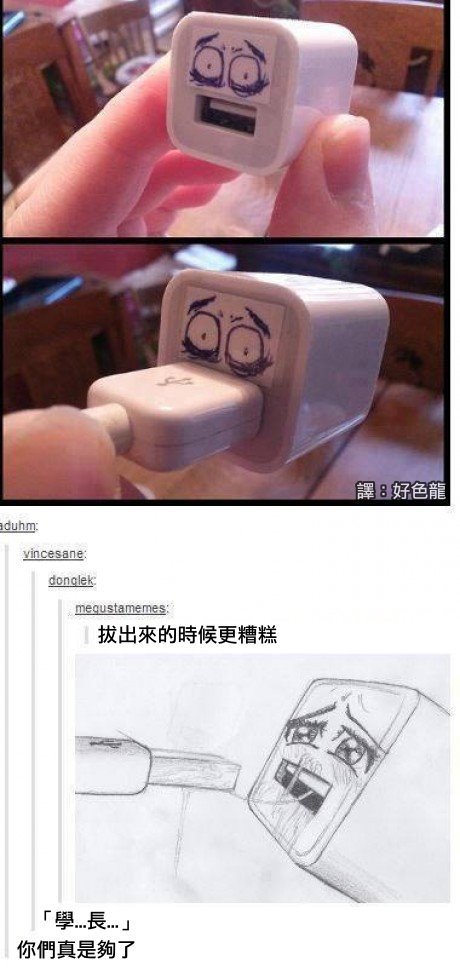 譯：好色龍
aduhm:
vincesane:
donglek:
megustamemes:
拔出來的時候更糟糕
「學...長...」
你們真是夠了